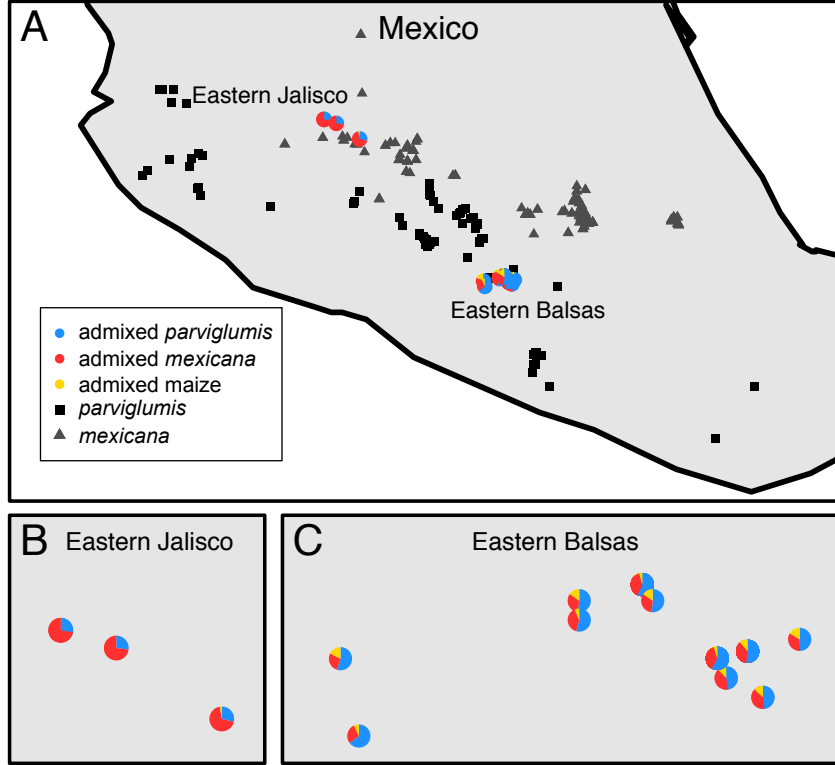 A
Mexico
Eastern Jalisco
Eastern Balsas
admixed parviglumis
admixed mexicana
admixed maize
parviglumis
mexicana
B Eastern Jalisco
C Eastern Balsas